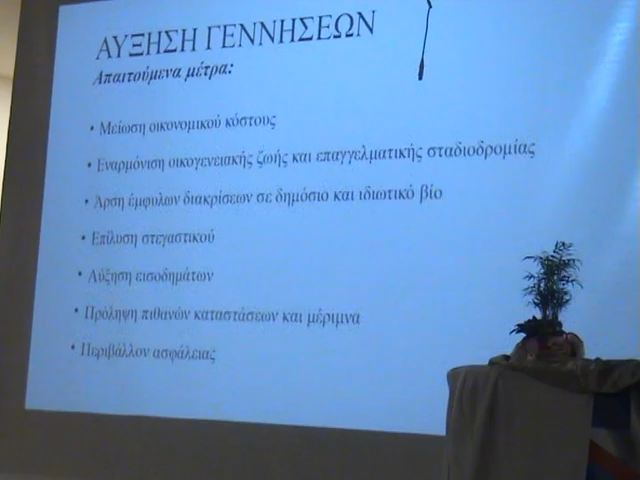 ΑΥΞΗΣΗ ΓΕΝΝΗΣΕΩΝ
Απαιτούμενα μέτρα:
• Μείωση οικονομικού κόστους
• Εναρμόνιση οικογενειακής ζωής και επαγγελματικής σταδιοδρομίας
• Άρση έμφυλων διακρίσεων σε δημόσιο και ιδιωτικό βίο
• Επίλυση στεγαστικού
• Αύξηση εισοδημάτων
• Πρόληψη πιθανών καταστάσεων και μέριμνα
• Περιβάλλον ασφάλειας